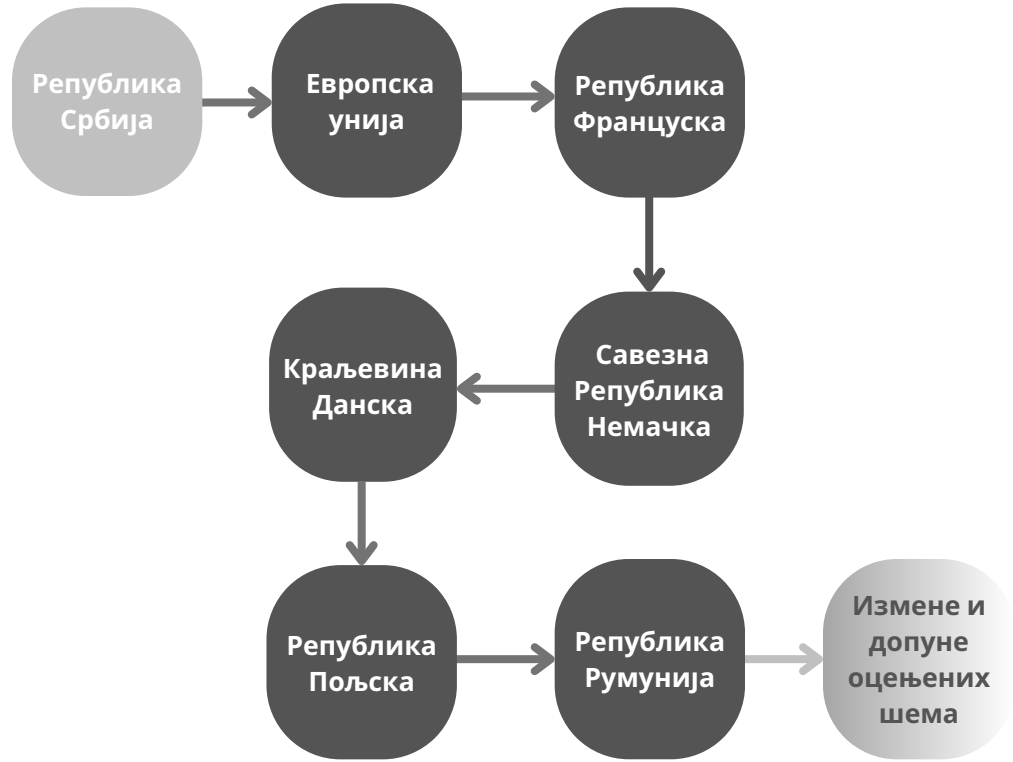 Република
Србија
Европска
унија
Република
Француска
Савезна
Република
Немачка
Краљевина
Данска
Република
Пољска
Република
Румунија
Измене и
допуне
оцењених
шема